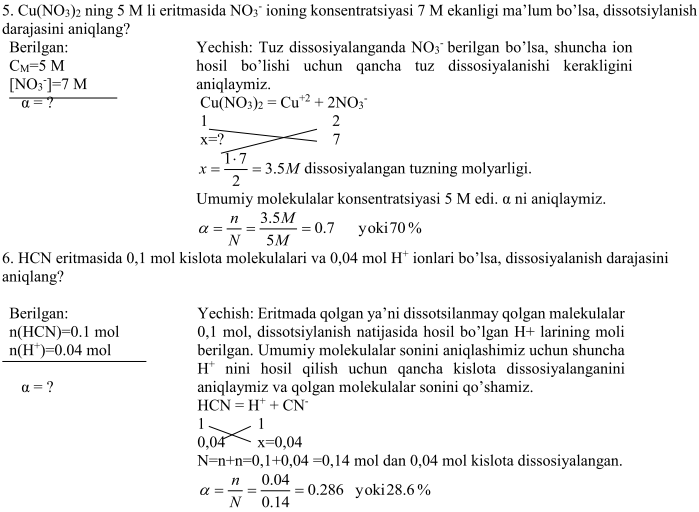 5. Cu(NO₃)₂ ning 5 M li eritmasida NO₃⁻ ioning konsentratsiyasi 7 M ekanligi ma’lum bo’lsa, dissotsiylanish
darajasini aniqlang?
Berilgan:
C_M=5 M
[NO₃⁻]=7 M
α = ?
Yechish: Tuz dissosiyalanganda NO₃⁻ berilgan bo’lsa, shuncha ion
hosil bo’lishi uchun qancha tuz dissosiyalanishi kerakligini
aniqlaymiz.
Cu(NO₃)₂ = Cu⁺² + 2NO₃⁻
1 2
x=? 7
x = 1·7/2 = 3.5M dissosiyalangan tuzning molyarligi.
Umumiy molekulalar konsentratsiyasi 5 M edi. α ni aniqlaymiz.
α = n/N = 3.5M/5M = 0.7 yoki70%
6. HCN eritmasida 0,1 mol kislota molekulalari va 0,04 mol H⁺ ionlari bo’lsa, dissosiyalanish darajasini
aniqlang?
Berilgan:
n(HCN)=0.1 mol
n(H⁺)=0.04 mol
α = ?
Yechish: Eritmada qolgan ya’ni dissotsilanmay qolgan malekulalar
0,1 mol, dissotsiylanish natijasida hosil bo’lgan H+ larining moli
berilgan. Umumiy molekulalar sonini aniqlashimiz uchun shuncha
H⁺ nini hosil qilish uchun qancha kislota dissosiyalanganini
aniqlaymiz va qolgan molekulalar sonini qo’shamiz.
HCN = H⁺ + CN⁻
1 1
0,04 x=0,04
N=n+n=0,1+0,04 =0,14 mol dan 0,04 mol kislota dissosiyalangan.
α = n/N = 0.04/0.14 = 0.286 yoki28.6%